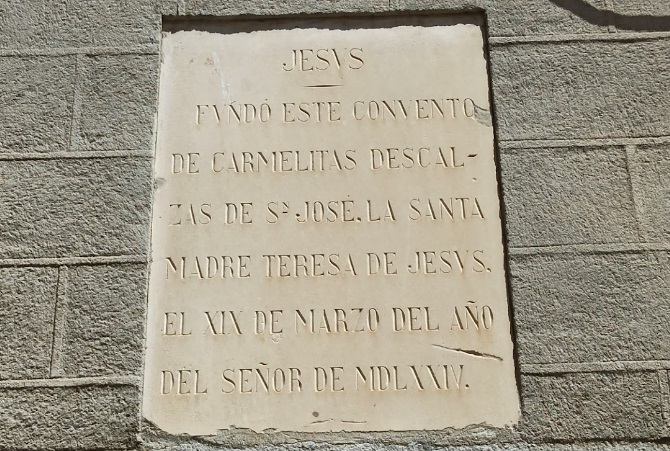 JESVS
FVNDÓ ESTE CONVENTO
DE CARMELITAS DESCAL-
ZAS DE Sⁿ JOSÉ, LA SANTA
MADRE TERESA DE JESVS,
EL XIX DE MARZO DEL AÑO
DEL SEÑOR DE MDLXXIV.